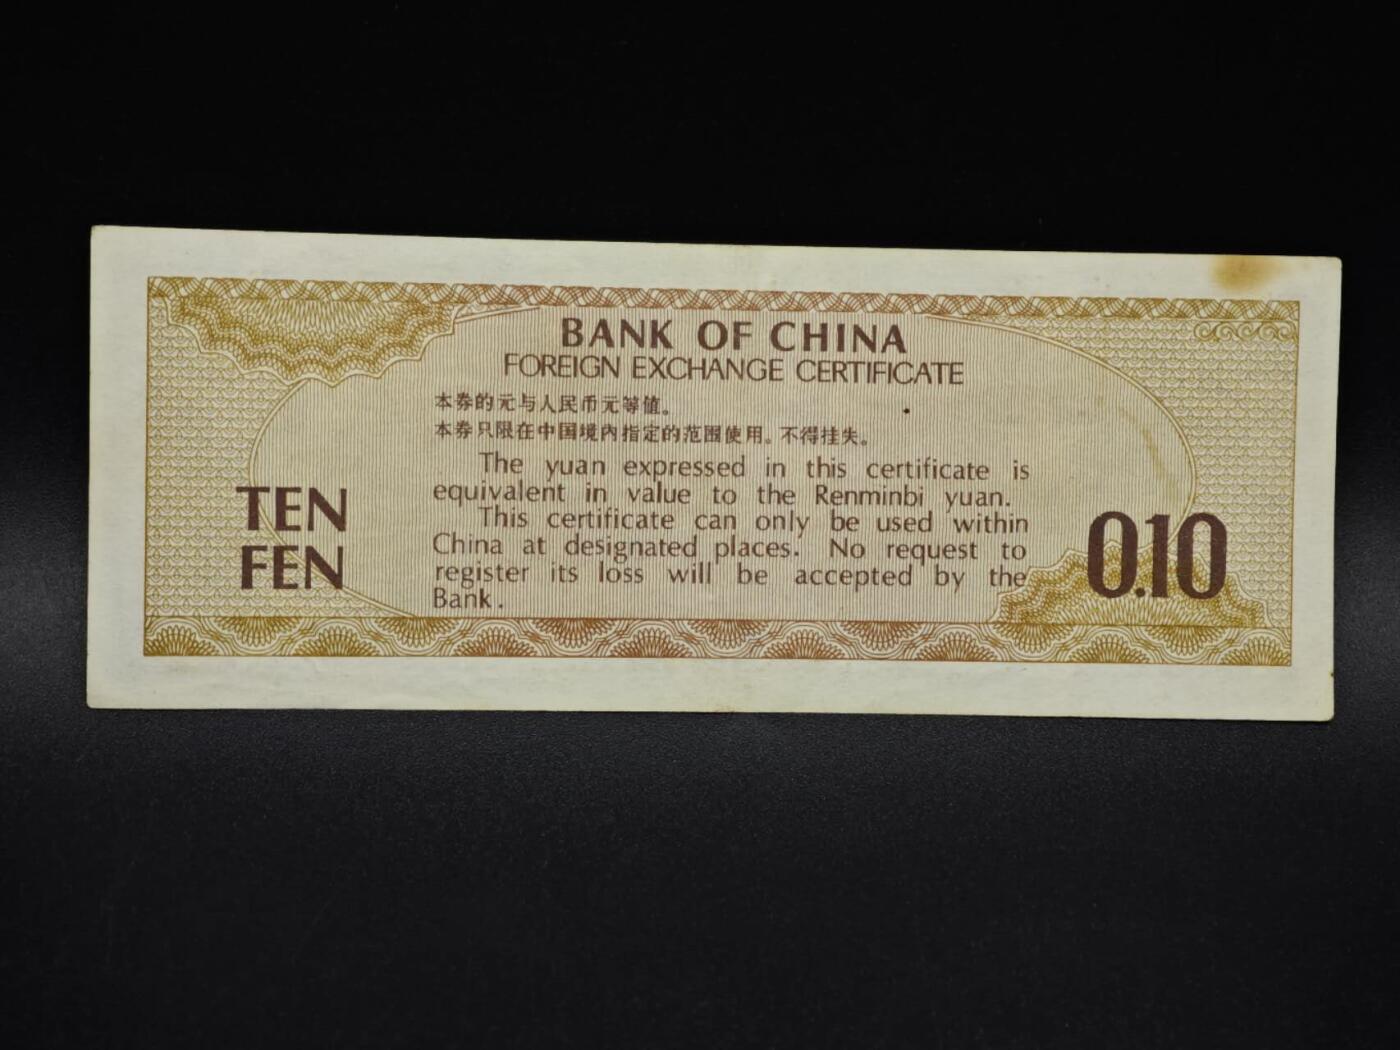 BANK OF CHINA
FOREIGN EXCHANGE CERTIFICATE
本券的元与人民币元等值。
本券只限在中国境内指定的范围使用。不得挂失。
The yuan expressed in this certificate is
equivalent in value to the Renminbi yuan.
This certificate can only be used within
China at designated places. No request to
register its loss will be accepted by the
Bank.
TEN
FEN
0.10